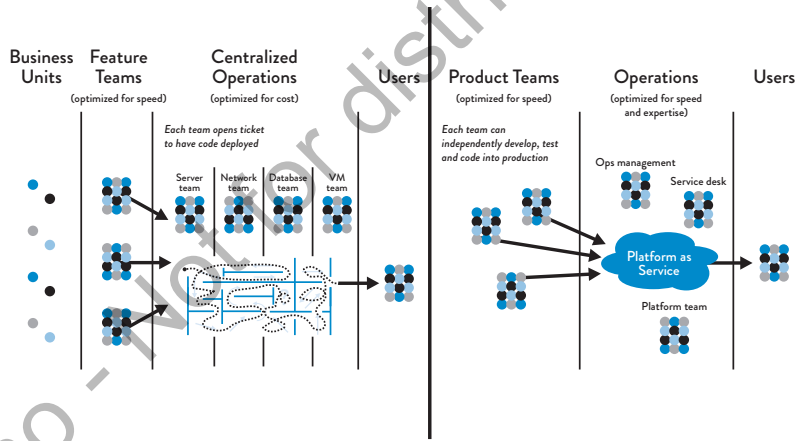 Business
Units
Feature
Teams
(optimized for speed)
Centralized
Operations
(optimized for cost)
Users
Each team opens ticket
to have code deployed
Server
team
Network
team
Database
team
VM
team
Product Teams
(optimized for speed)
Operations
(optimized for speed
and expertise)
Users
Each team can
independently develop, test
and code into production
Ops management
Service desk
Platform as
Service
Platform team
- Not for distri